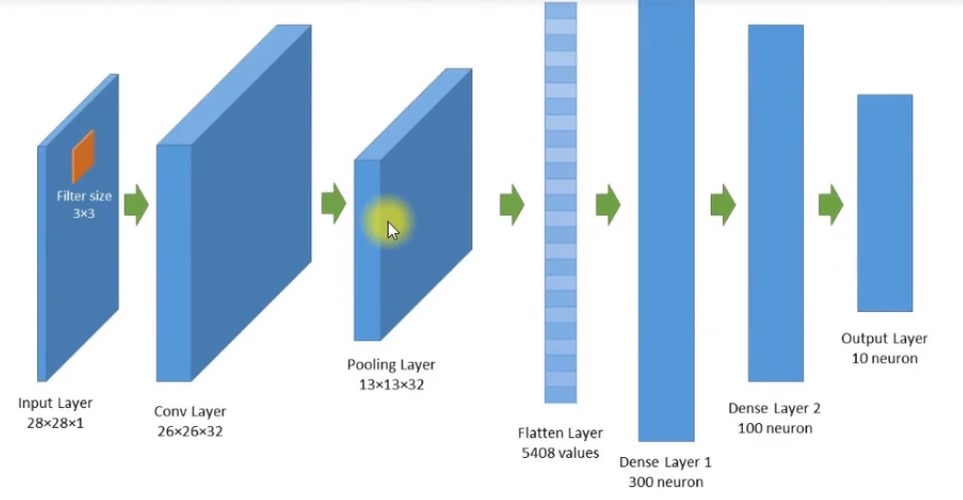 Filter size
3×3
Input Layer
28×28×1
Conv Layer
26×26×32
Pooling Layer
13×13×32
Flatten Layer
5408 values
Dense Layer 1
300 neuron
Dense Layer 2
100 neuron
Output Layer
10 neuron